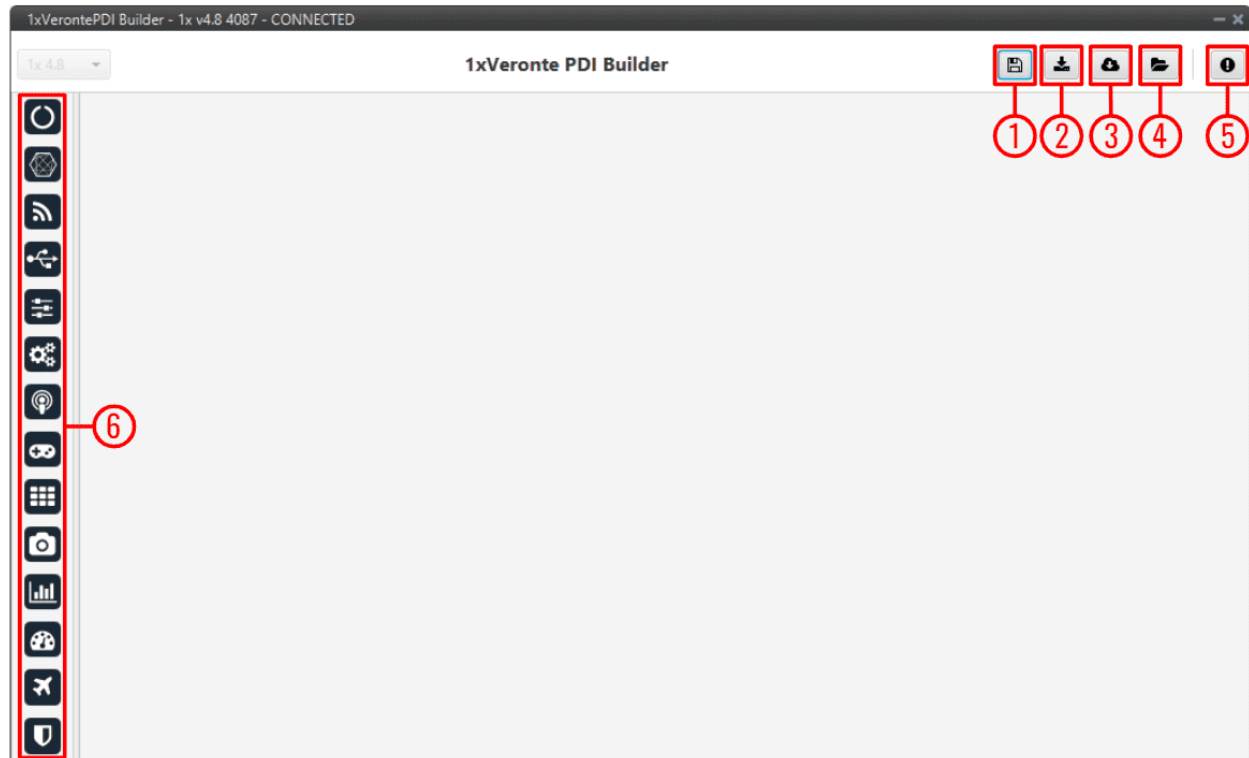 1xVerontePDI Builder - 1x v4.8 4087 - CONNECTED
1x 4.8
1xVeronte PDI Builder
1 2 3 4 5
6